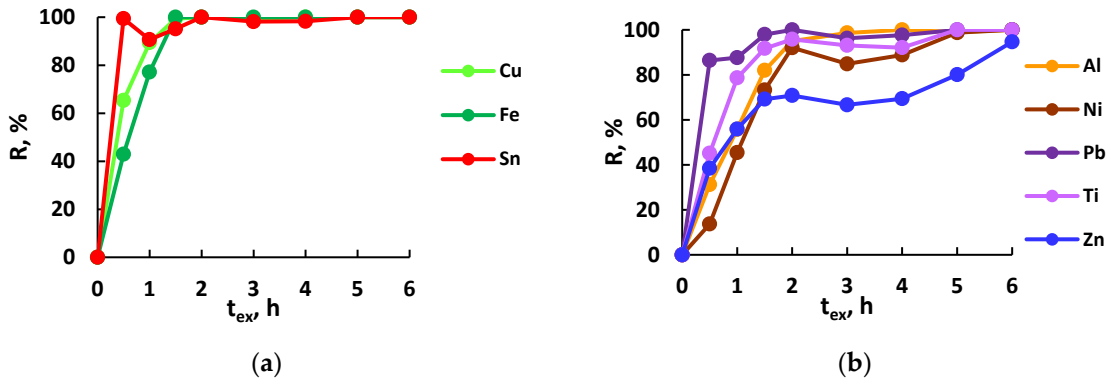 100
80
60
40
20
0
R, %
0 1 2 3 4 5 6
t_ex, h
Cu
Fe
Sn
(a)
100
80
60
40
20
0
R, %
0 1 2 3 4 5 6
t_ex, h
Al
Ni
Pb
Ti
Zn
(b)